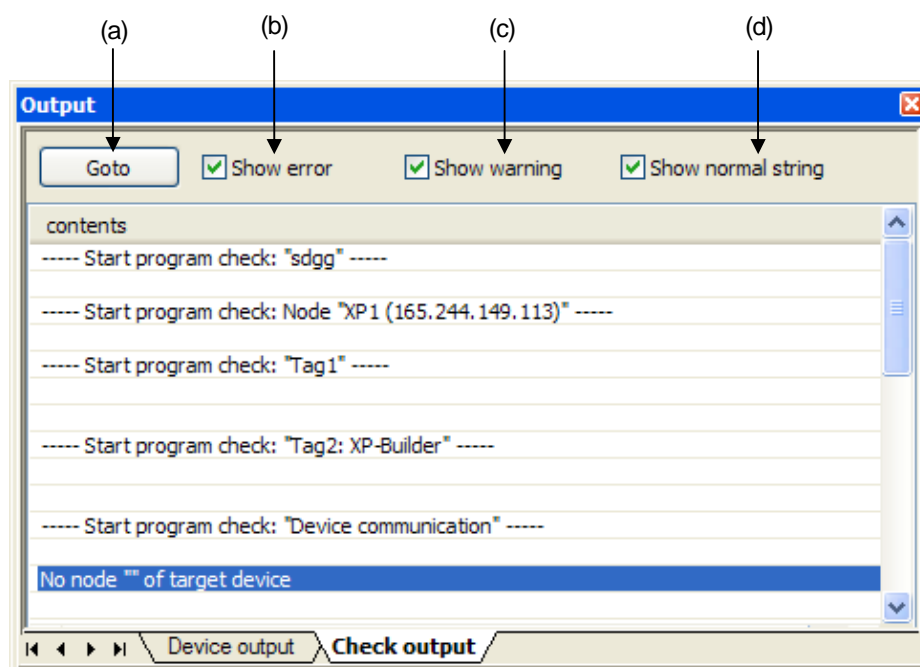 (a) (b) (c) (d)
Output
Goto Show error Show warning Show normal string
contents
----- Start program check: "sdgg" -----
----- Start program check: Node "XP1 (165.244.149.113)" -----
----- Start program check: "Tag1" -----
----- Start program check: "Tag2: XP-Builder" -----
----- Start program check: "Device communication" -----
No node "" of target device
Device output Check output